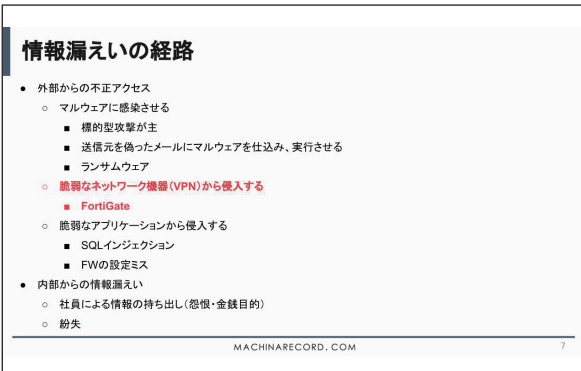 情報漏えいの経路
● 外部からの不正アクセス
○ マルウェアに感染させる
■ 標的型攻撃が主
■ 送信元を偽ったメールにマルウェアを仕込み、実行させる
■ ランサムウェア
○ 脆弱なネットワーク機器（VPN）から侵入する
■ FortiGate
○ 脆弱なアプリケーションから侵入する
■ SQLインジェクション
■ FWの設定ミス
● 内部からの情報漏えい
○ 社員による情報の持ち出し（怨恨・金銭目的）
○ 紛失
MACHINARECORD.COM
7